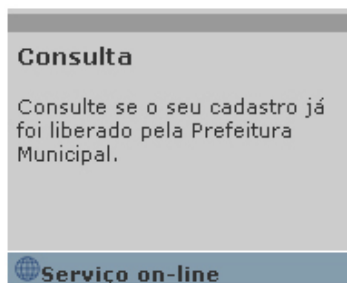 Consulta
Consulte se o seu cadastro já
foi liberado pela Prefeitura
Municipal.
Serviço on-line